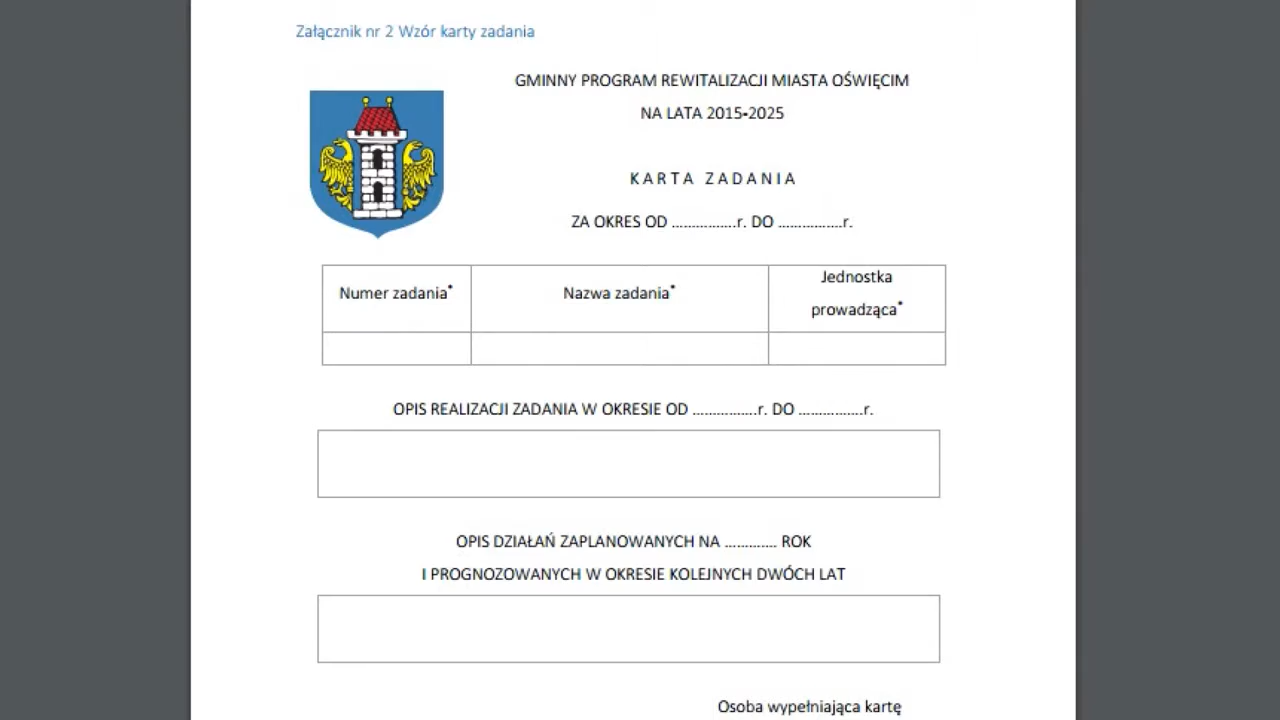 Załącznik nr 2 Wzór karty zadania
GMINNY PROGRAM REWITALIZACJI MIASTA OŚWIĘCIM
NA LATA 2015-2025
KARTA ZADANIA
ZA OKRES OD ................r. DO ................r.
Numer zadania*
Nazwa zadania*
Jednostka
prowadząca*
OPIS REALIZACJI ZADANIA W OKRESIE OD ................r. DO ................r.
OPIS DZIAŁAŃ ZAPLANOWANYCH NA ............. ROK
I PROGNOZOWANYCH W OKRESIE KOLEJNYCH DWÓCH LAT
Osoba wypełniająca kartę